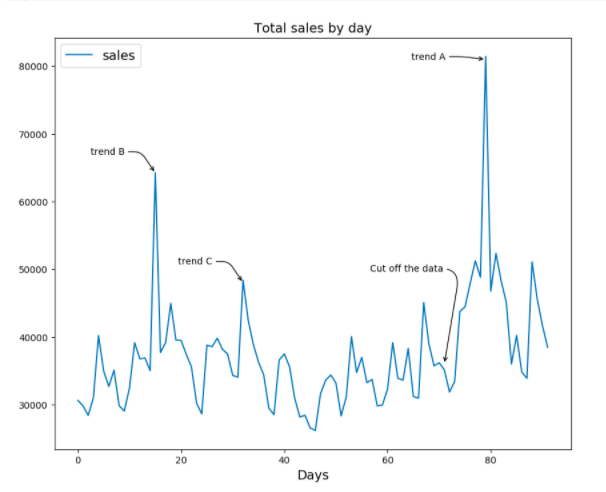 Total sales by day
sales
trend A
trend B
trend C
Cut off the data
80000
70000
60000
50000
40000
30000
0 20 40 60 80
Days